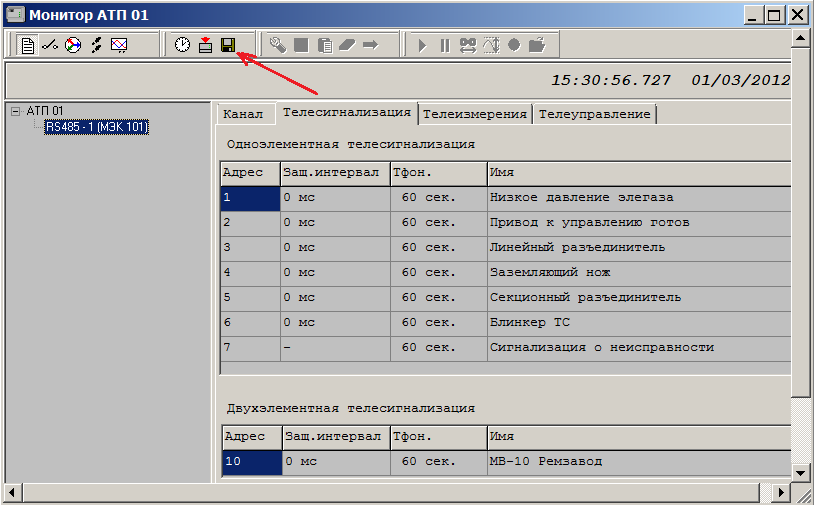 Монитор АТП 01
15:30:56.727 01/03/2012
АТП 01
RS485 - 1 (МЭК 101)
Канал Телесигнализация Телеизмерения Телеуправление
Одноэлементная телесигнализация
Адрес Защ.интервал Тфон. Имя
1 0 мс 60 сек. Низкое давление элегаза
2 0 мс 60 сек. Привод к управлению готов
3 0 мс 60 сек. Линейный разъединитель
4 0 мс 60 сек. Заземляющий нож
5 0 мс 60 сек. Секционный разъединитель
6 0 мс 60 сек. Блинкер ТС
7 – 60 сек. Сигнализация о неисправности
Двухэлементная телесигнализация
Адрес Защ.интервал Тфон. Имя
10 0 мс 60 сек. МВ-10 Ремзавод